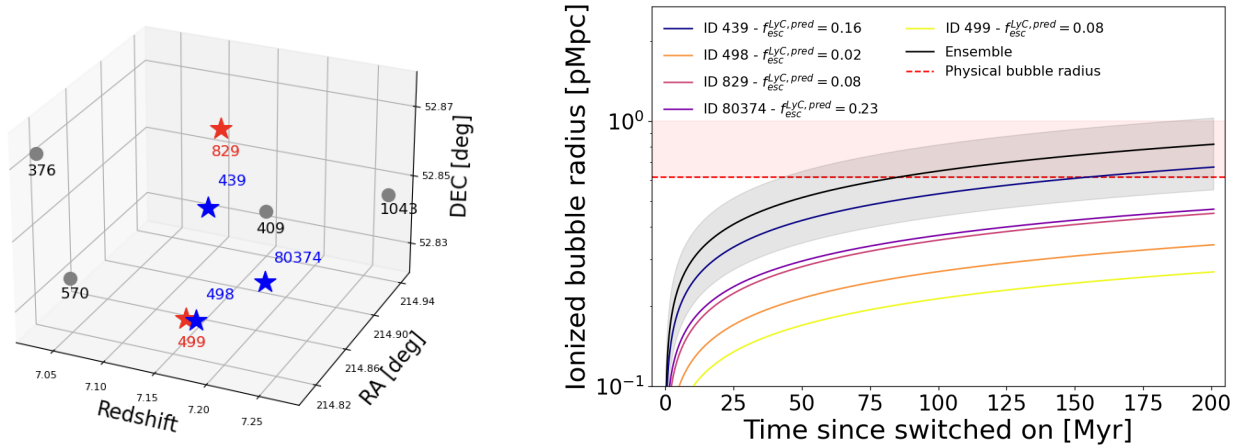 829
439
376
409
1043
80374
570
498
499
52.87
52.85
52.83
DEC [deg]
214.94
214.90
214.86
214.82
RA [deg]
7.05
7.10
7.15
7.20
7.25
Redshift
Ionized bubble radius [pMpc]
10^0
10^-1
ID 439 - f_esc^LyC,pred = 0.16
ID 498 - f_esc^LyC,pred = 0.02
ID 829 - f_esc^LyC,pred = 0.08
ID 80374 - f_esc^LyC,pred = 0.23
ID 499 - f_esc^LyC,pred = 0.08
Ensemble
Physical bubble radius
0 25 50 75 100 125 150 175 200
Time since switched on [Myr]